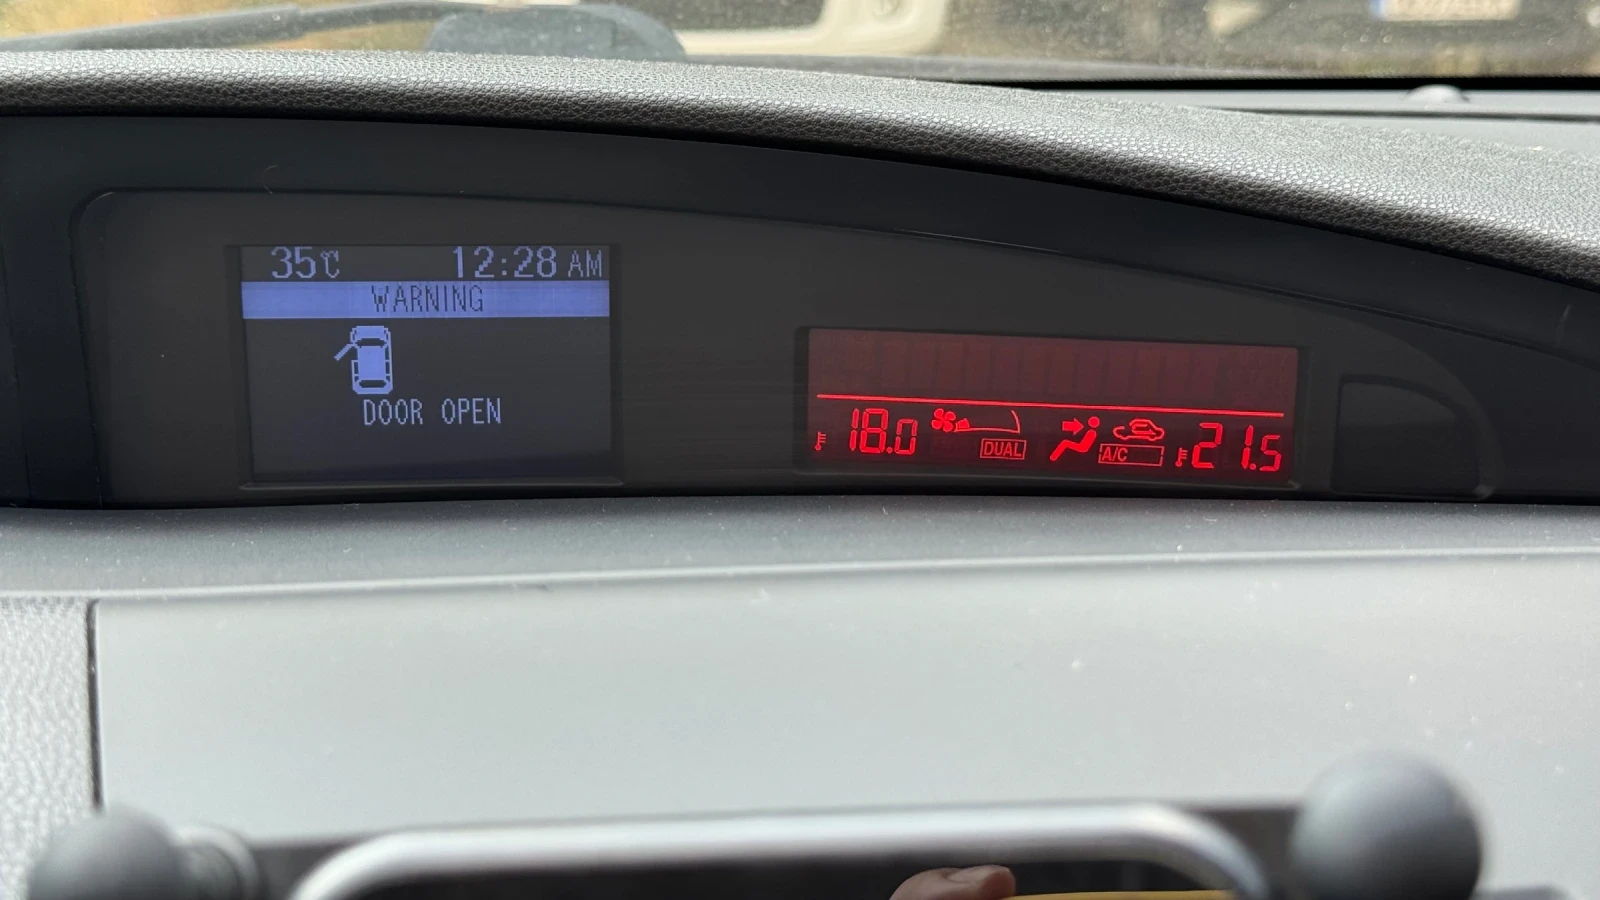 35℃ 12:28 AM
WARNING
DOOR OPEN
18.0 DUAL A/C 21.5